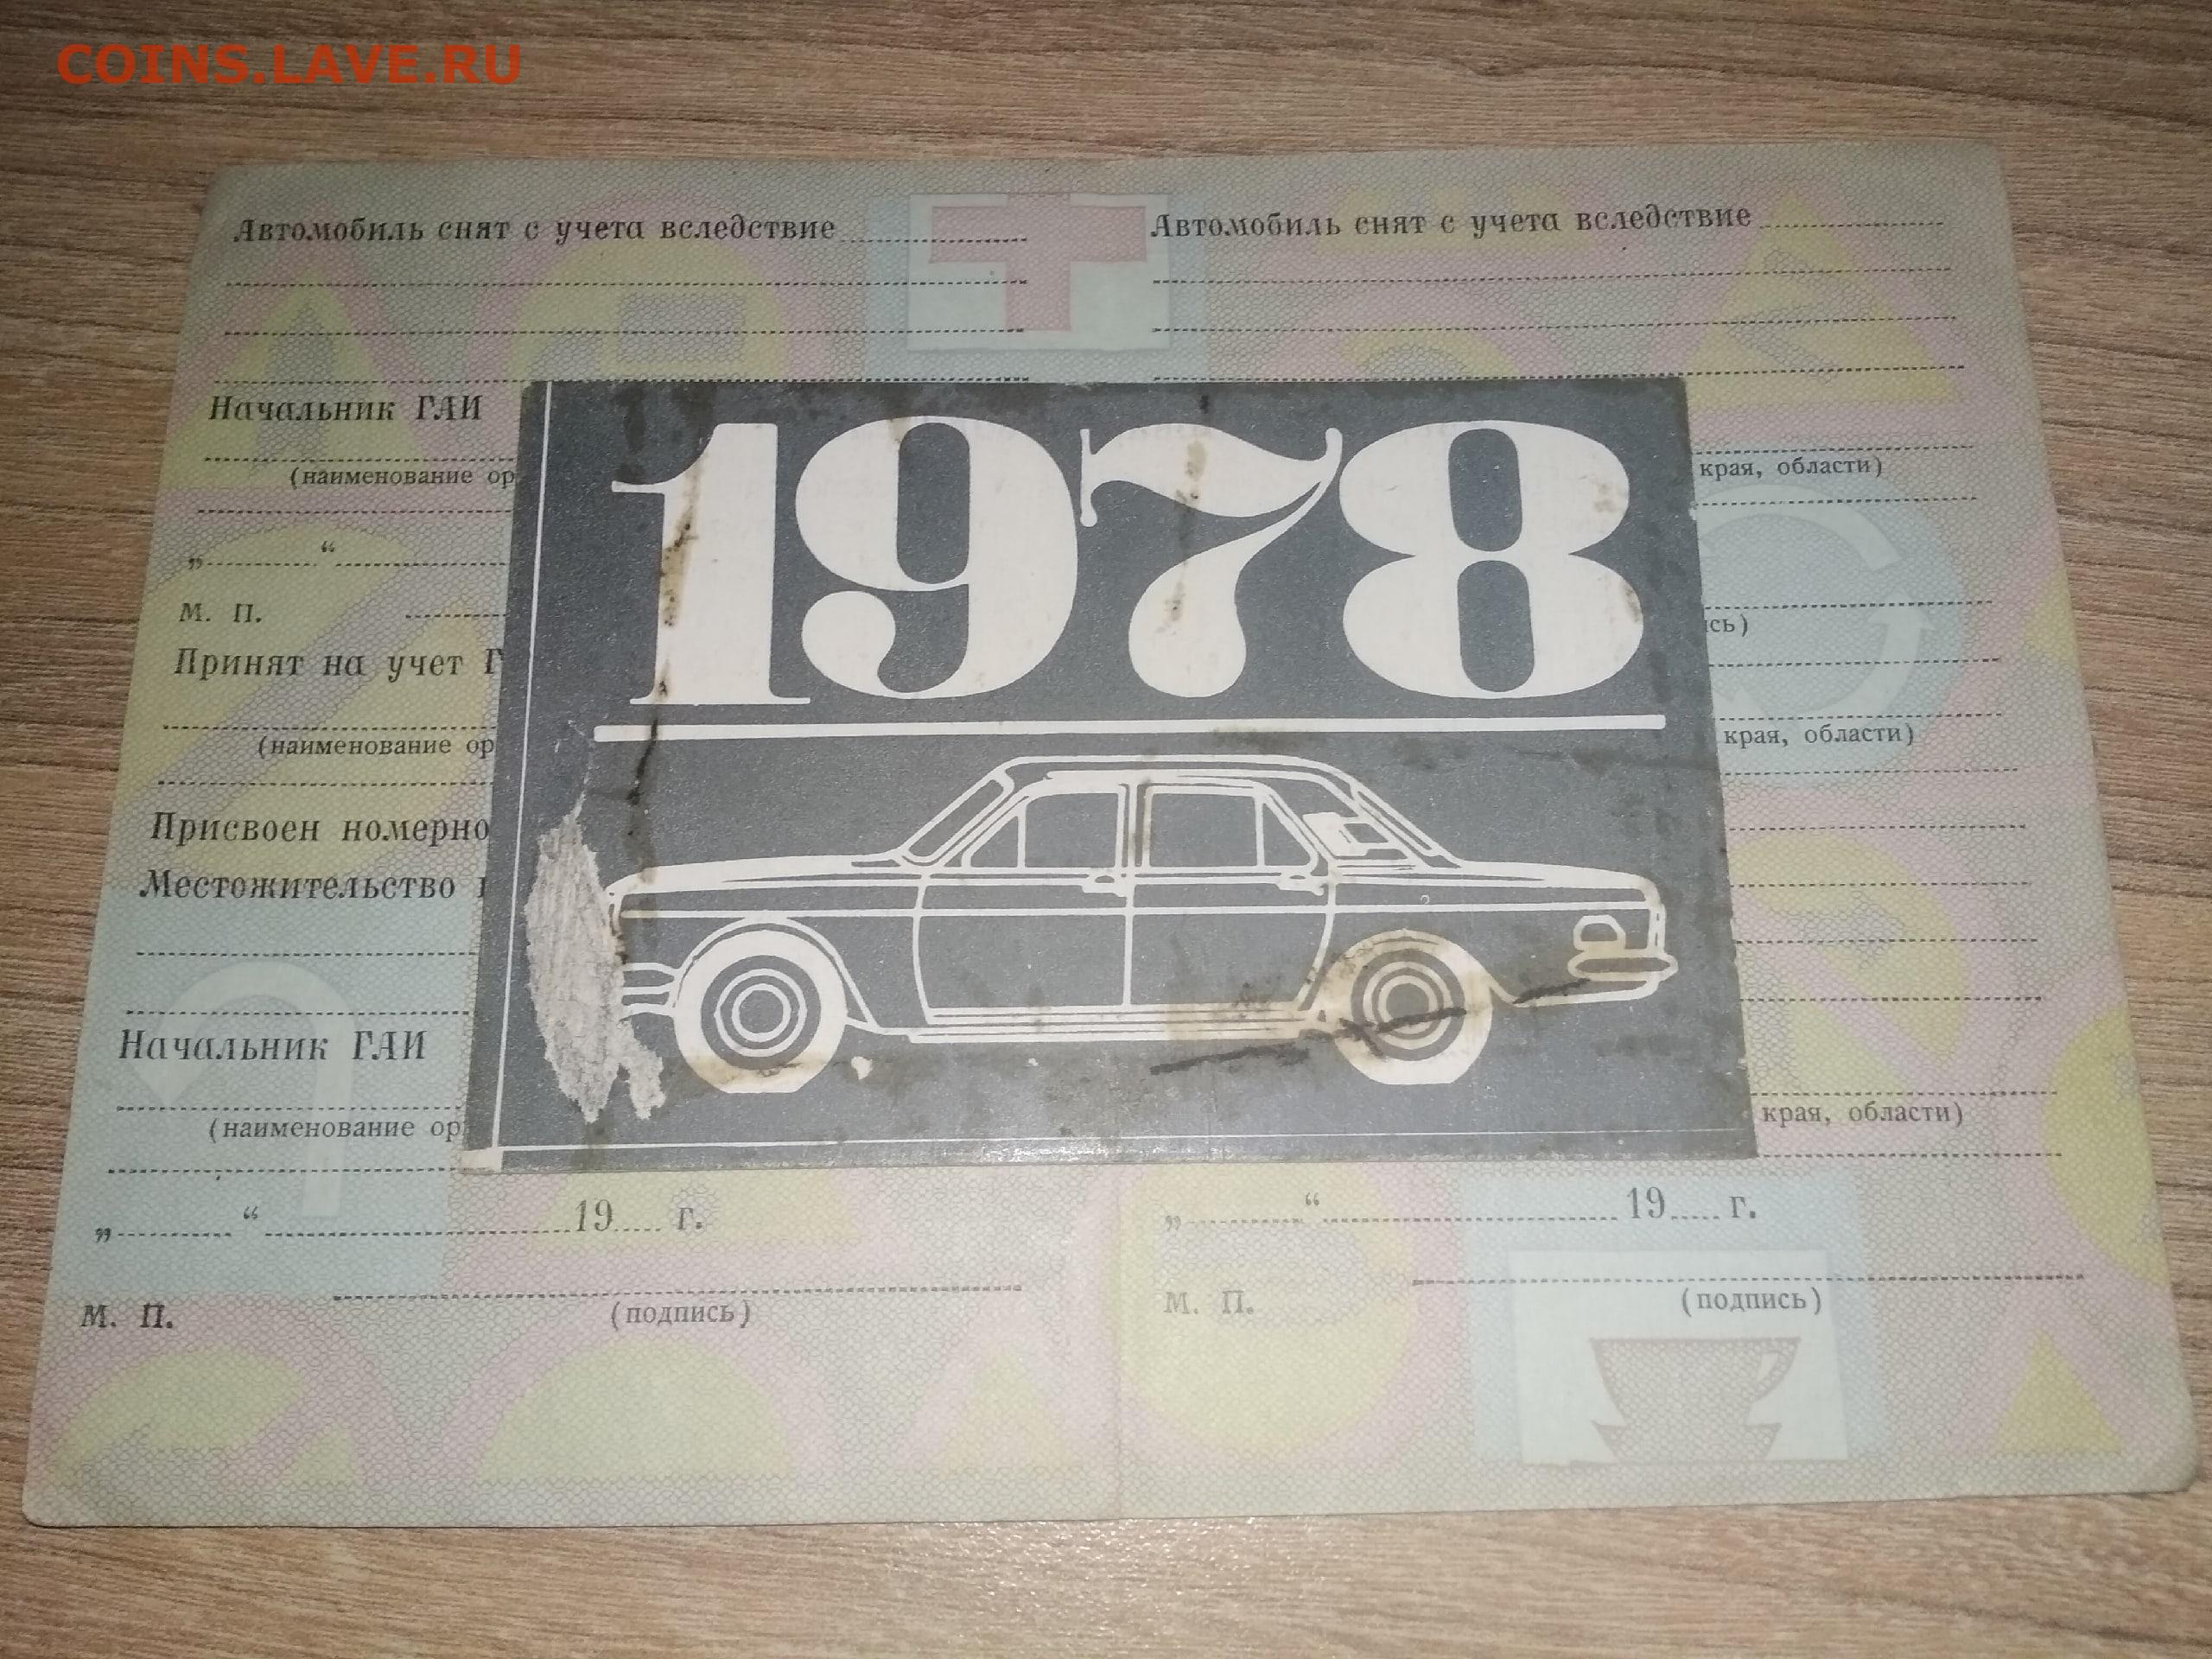 COINS.LAVE.RU
Автомобиль снят с учета вследствие
Автомобиль снят с учета вследствие
Начальник ГАИ
(наименование ор
края, области)
„ “
М. П.
сь)
Принят на учет Г
(наименование ор
края, области)
Присвоен номерно
Местожительство
Начальник ГАИ
(наименование ор
края, области)
„ “ 19 г.
„ “ 19 г.
М. П.
(подпись)
М. П.
(подпись)
1978